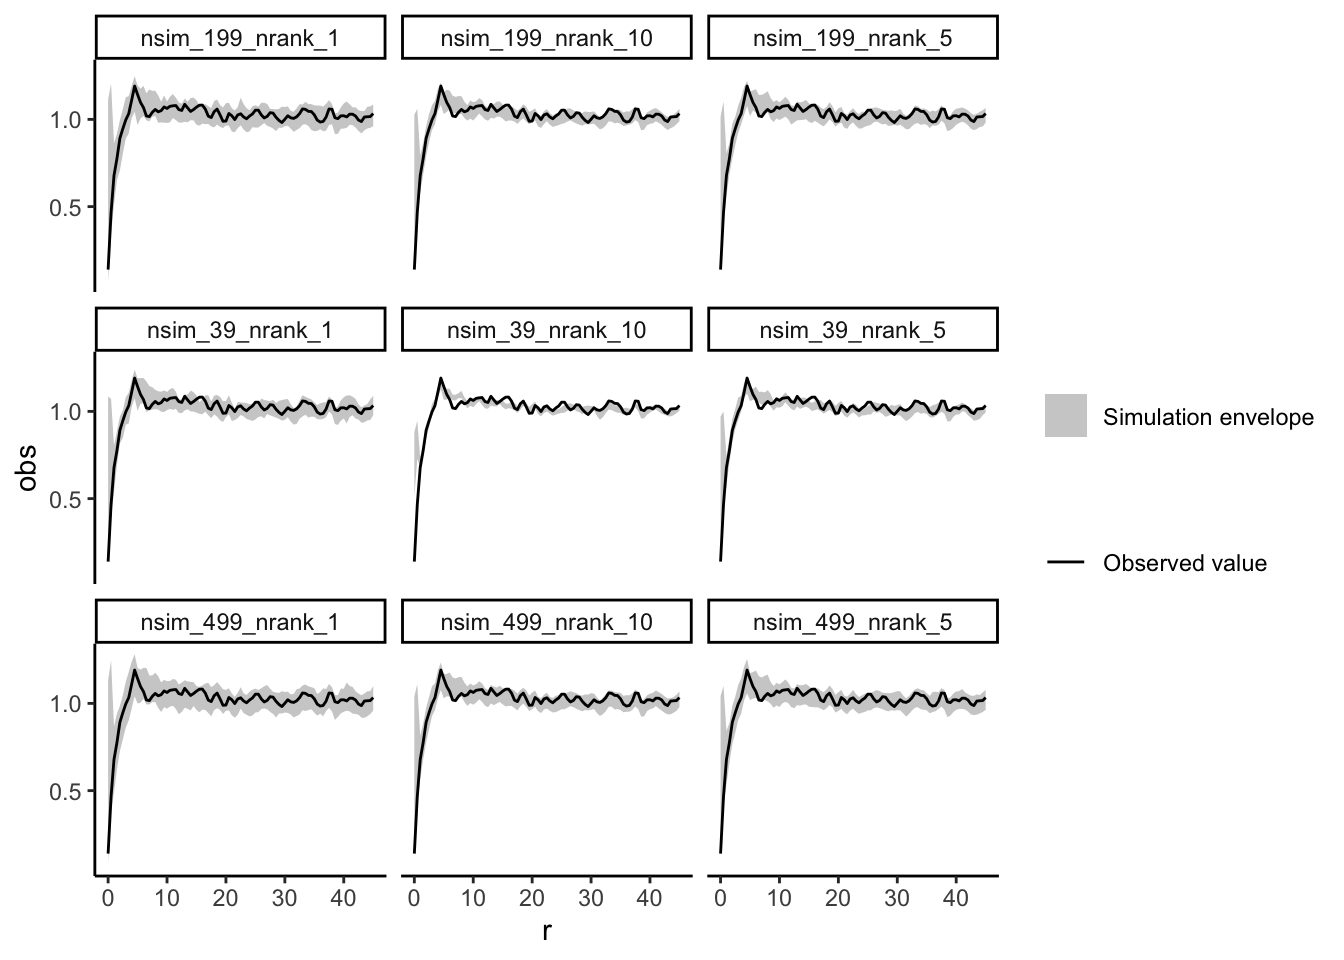 nsim_199_nrank_1
nsim_199_nrank_10
nsim_199_nrank_5
1.0
0.5
nsim_39_nrank_1
nsim_39_nrank_10
nsim_39_nrank_5
1.0
0.5
obs
nsim_499_nrank_1
nsim_499_nrank_10
nsim_499_nrank_5
1.0
0.5
0 10 20 30 40
0 10 20 30 40
0 10 20 30 40
r
Simulation envelope
Observed value